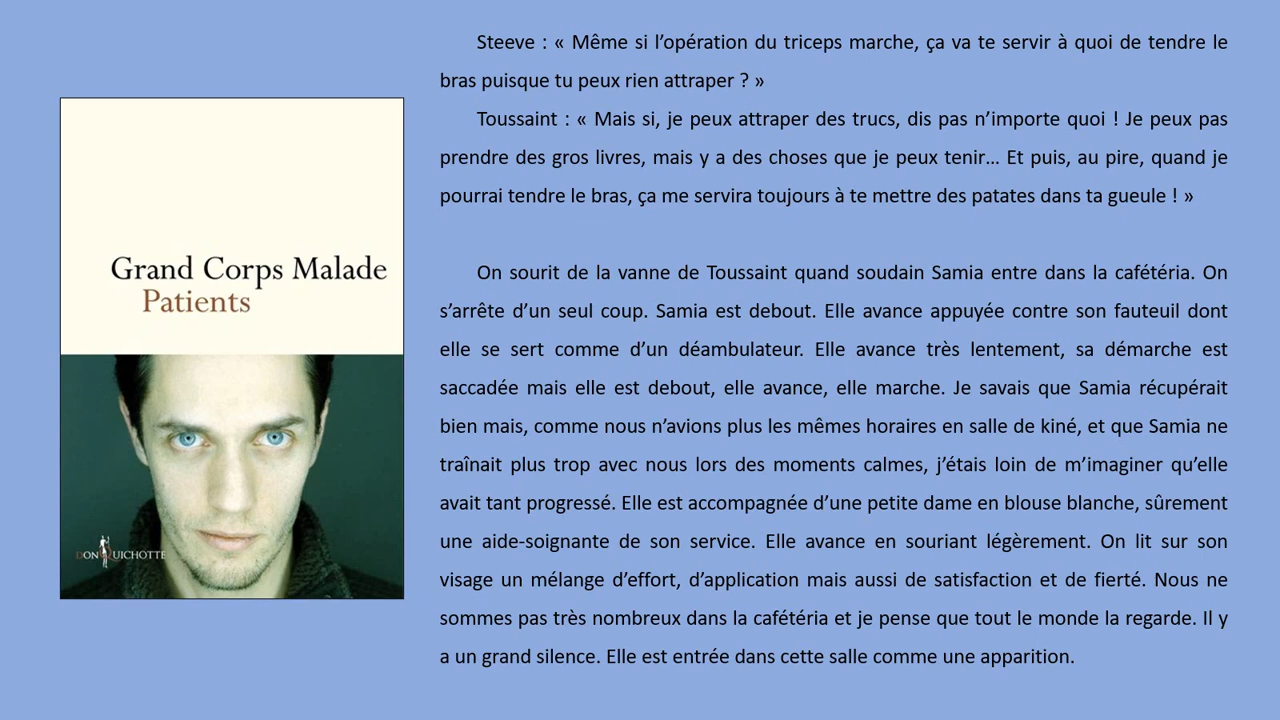 Grand Corps Malade
Patients
DON QUICHOTTE
Steeve : « Même si l’opération du triceps marche, ça va te servir à quoi de tendre le
bras puisque tu peux rien attraper ? »
Toussaint : « Mais si, je peux attraper des trucs, dis pas n’importe quoi ! Je peux pas
prendre des gros livres, mais y a des choses que je peux tenir… Et puis, au pire, quand je
pourrai tendre le bras, ça me servira toujours à te mettre des patates dans ta gueule ! »
On sourit de la vanne de Toussaint quand soudain Samia entre dans la cafétéria. On
s’arrête d’un seul coup. Samia est debout. Elle avance appuyée contre son fauteuil dont
elle se sert comme d’un déambulateur. Elle avance très lentement, sa démarche est
saccadée mais elle est debout, elle avance, elle marche. Je savais que Samia récupérait
bien mais, comme nous n’avions plus les mêmes horaires en salle de kiné, et que Samia ne
traînait plus trop avec nous lors des moments calmes, j’étais loin de m’imaginer qu’elle
avait tant progressé. Elle est accompagnée d’une petite dame en blouse blanche, sûrement
une aide-soignante de son service. Elle avance en souriant légèrement. On lit sur son
visage un mélange d’effort, d’application mais aussi de satisfaction et de fierté. Nous ne
sommes pas très nombreux dans la cafétéria et je pense que tout le monde la regarde. Il y
a un grand silence. Elle est entrée dans cette salle comme une apparition.